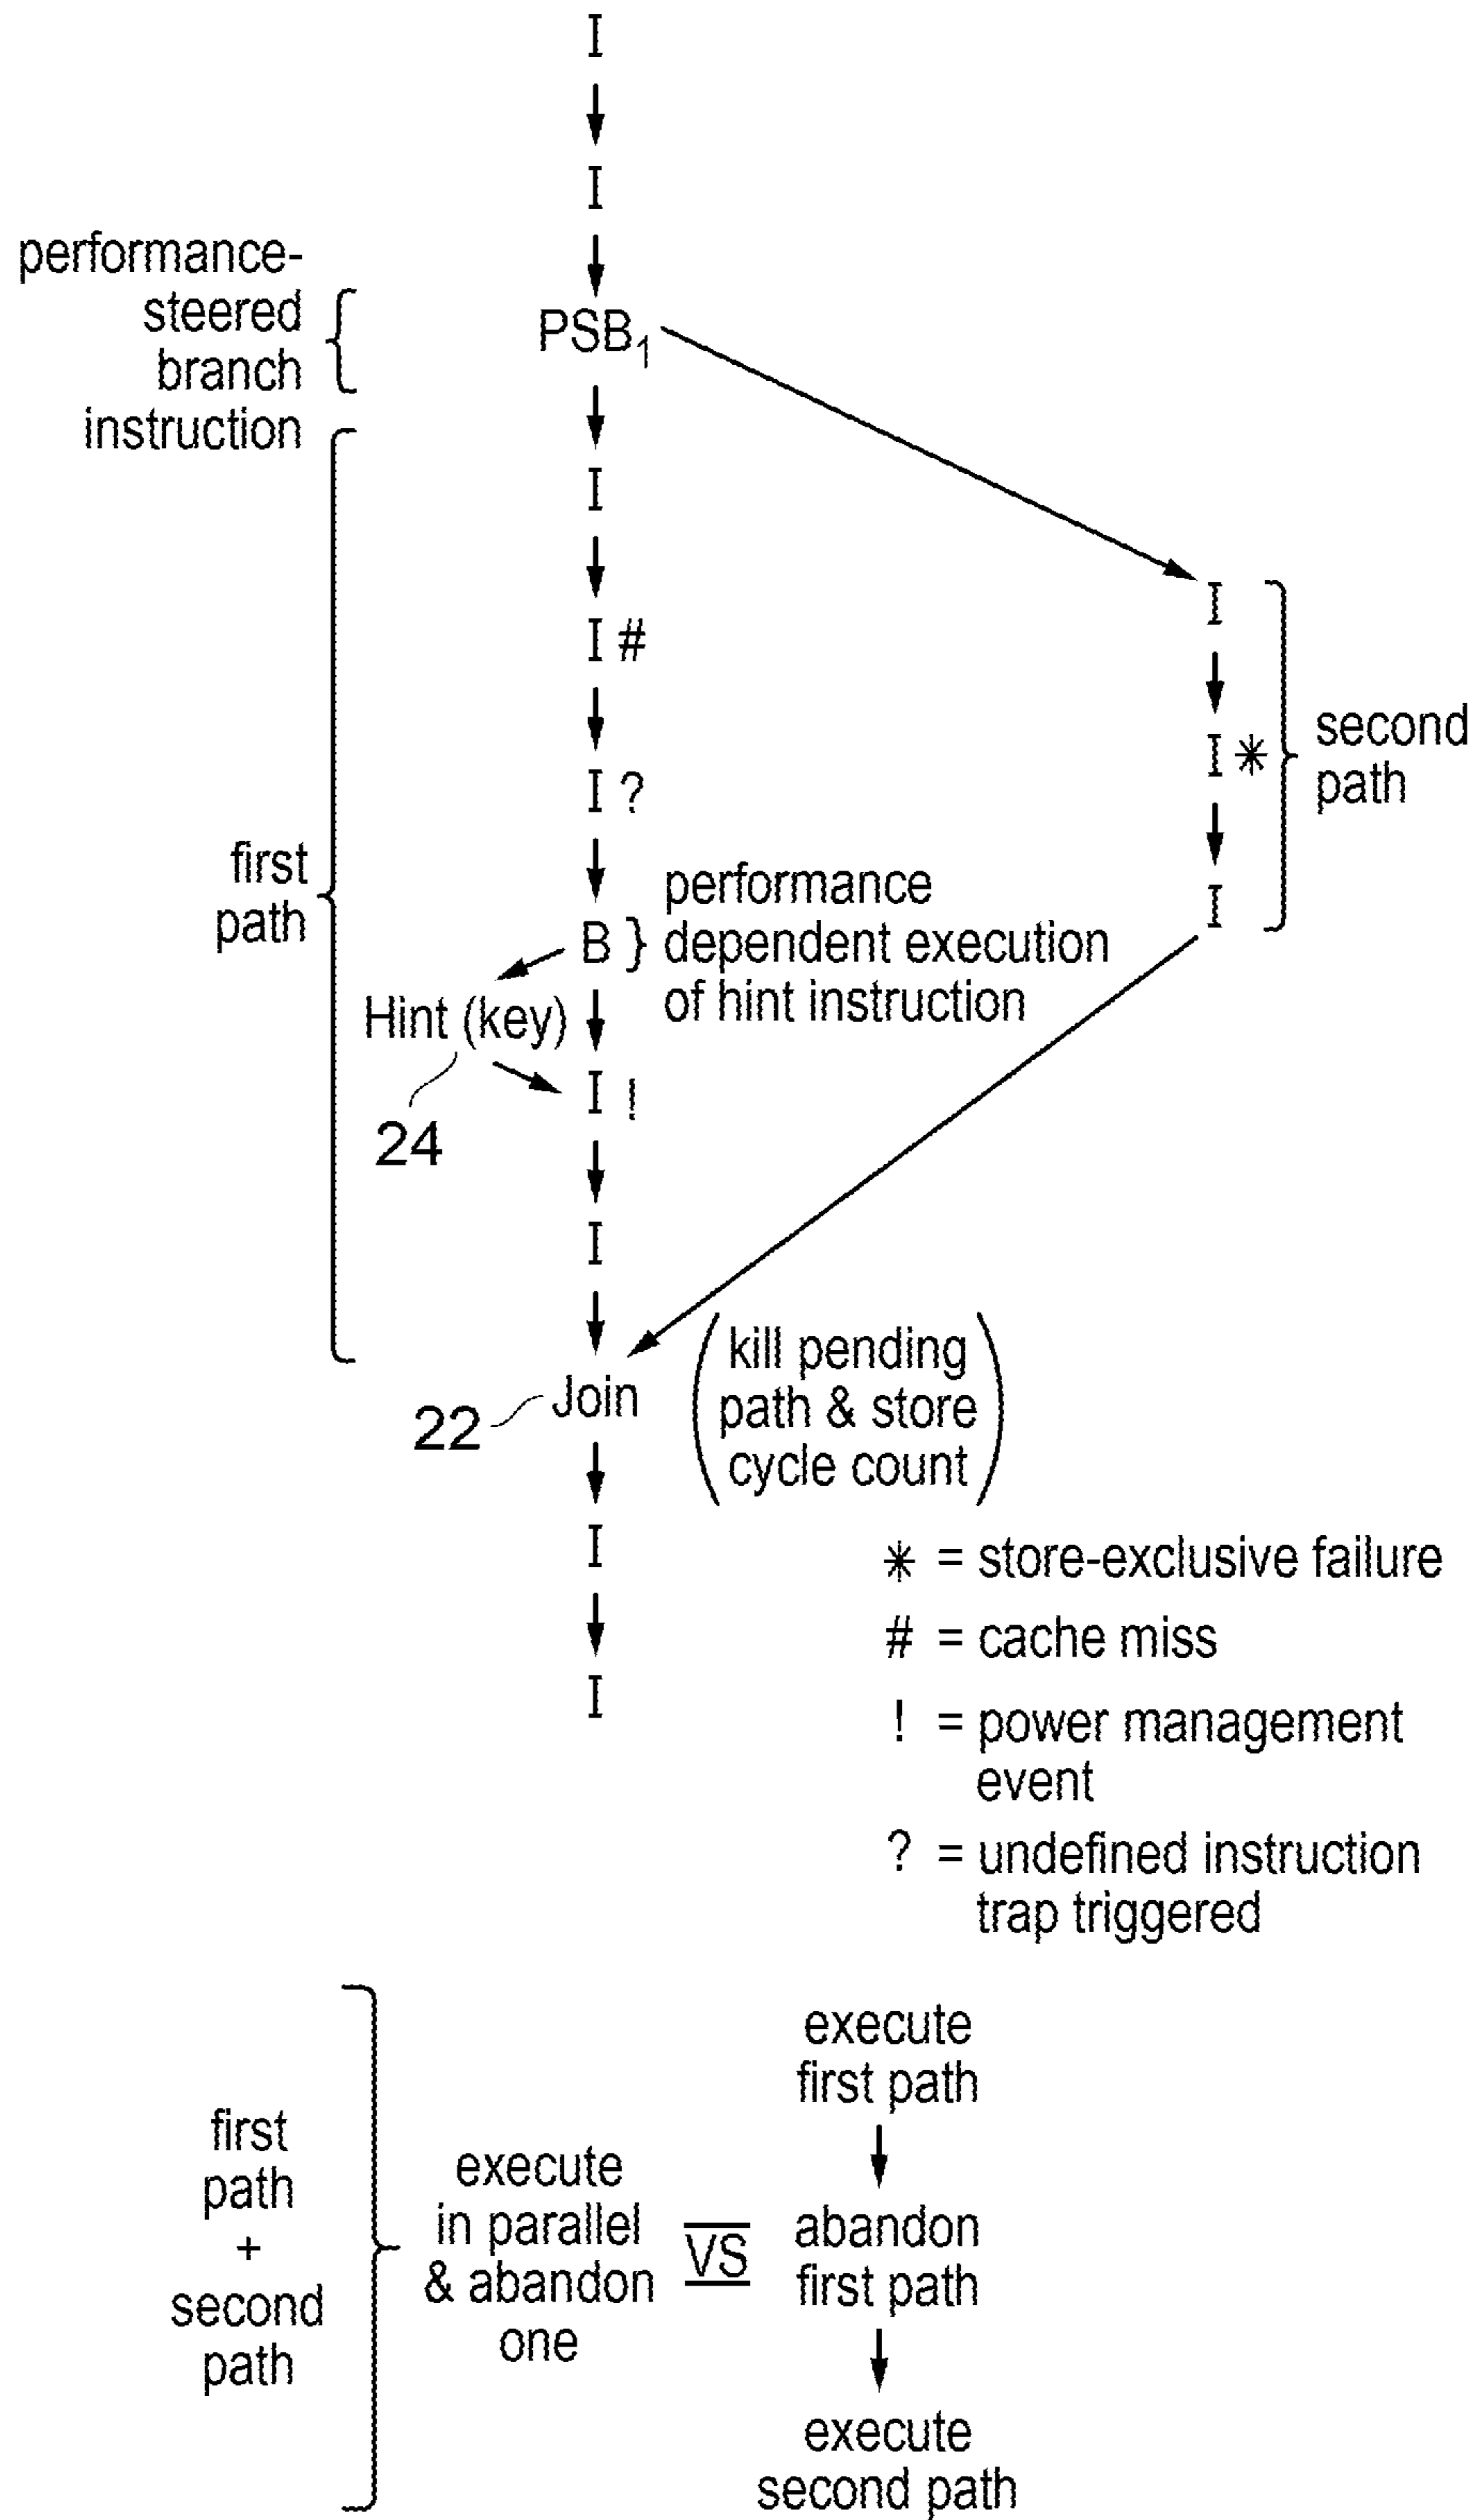 I
I
performance-
steered
branch
instruction
PSB1
I
I #
I ?
first
path
B } performance
dependent execution
of hint instruction
Hint (key)
24
I !
I
I
I *
I
second
path
22
Join
(kill pending
path & store
cycle count)
I
I
* = store-exclusive failure
# = cache miss
! = power management
event
? = undefined instruction
trap triggered
first
path
+
second
path
execute
in parallel
& abandon
one
VS
execute
first path
abandon
first path
execute
second path